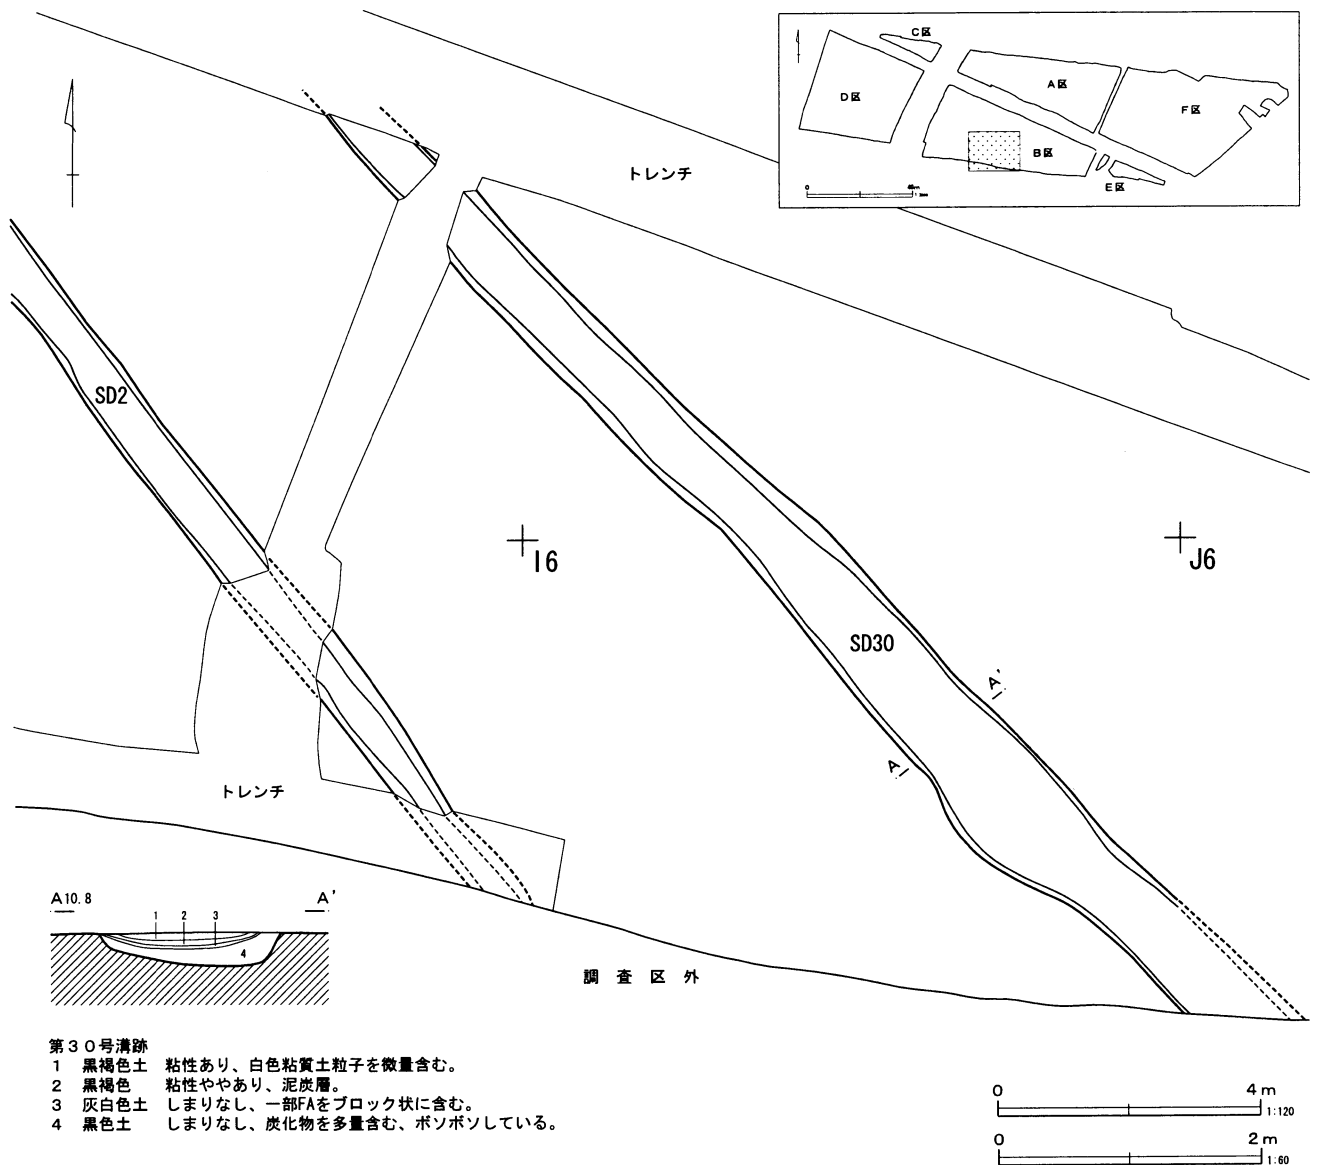 C区
A区
D区
F区
B区
E区
0
トレンチ
SD2
I6
J6
SD30
A'
A
トレンチ
A10.8 A'
1 2 3
4
調査区外
第30号溝跡
1 黒褐色土 粘性あり、白色粘質土粒子を微量含む。
2 黒褐色 粘性ややあり、泥炭層。
3 灰白色土 しまりなし、一部FAをブロック状に含む。
4 黒色土 しまりなし、炭化物を多量含む、ボソボソしている。
0 4m
1:120
0 2m
1:60